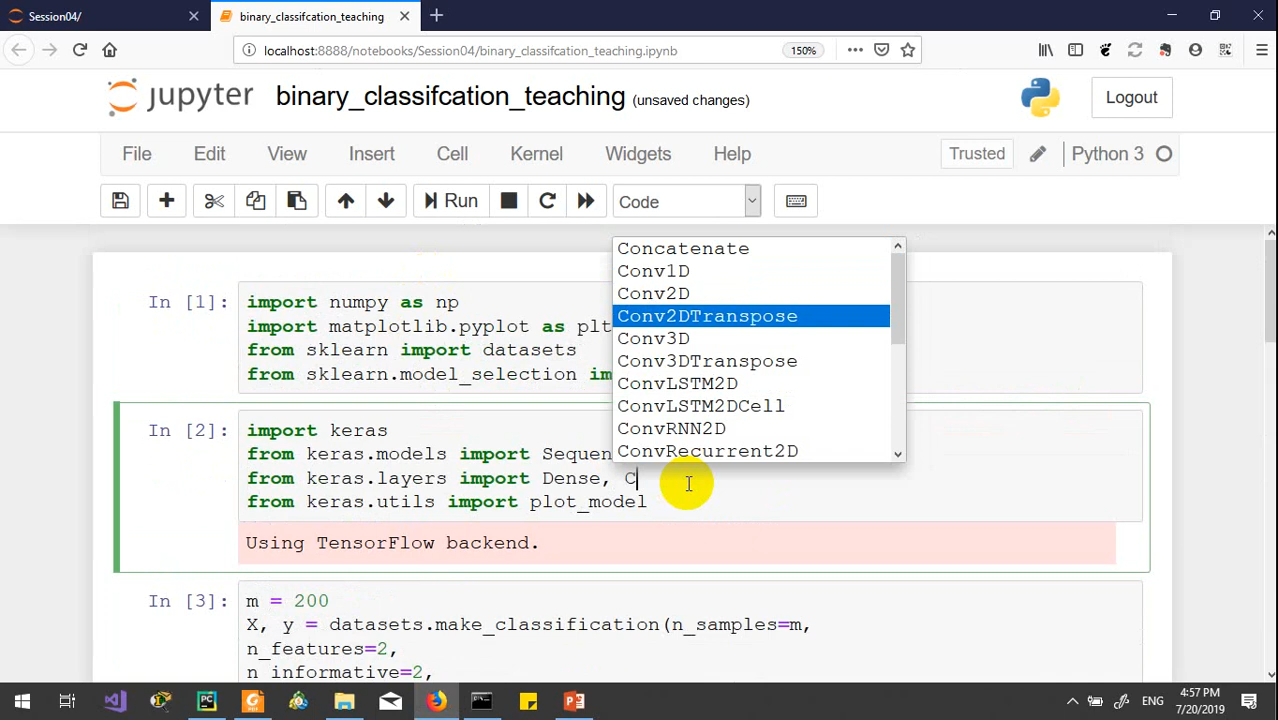 Session04/
binary_classifcation_teaching
localhost:8888/notebooks/Session04/binary_classifcation_teaching.ipynb
150%
jupyter binary_classifcation_teaching (unsaved changes)
Logout
File Edit View Insert Cell Kernel Widgets Help
Trusted
Python 3
Run
Code
Concatenate
Conv1D
Conv2D
Conv2DTranspose
Conv3D
Conv3DTranspose
ConvLSTM2D
ConvLSTM2DCell
ConvRNN2D
ConvRecurrent2D
In [1]: import numpy as np
import matplotlib.pyplot as plt
from sklearn import datasets
from sklearn.model_selection im
In [2]: import keras
from keras.models import Sequen
from keras.layers import Dense, C
from keras.utils import plot_model
Using TensorFlow backend.
In [3]: m = 200
X, y = datasets.make_classification(n_samples=m,
n_features=2,
n_informative=2,
ENG
4:57 PM
7/20/2019